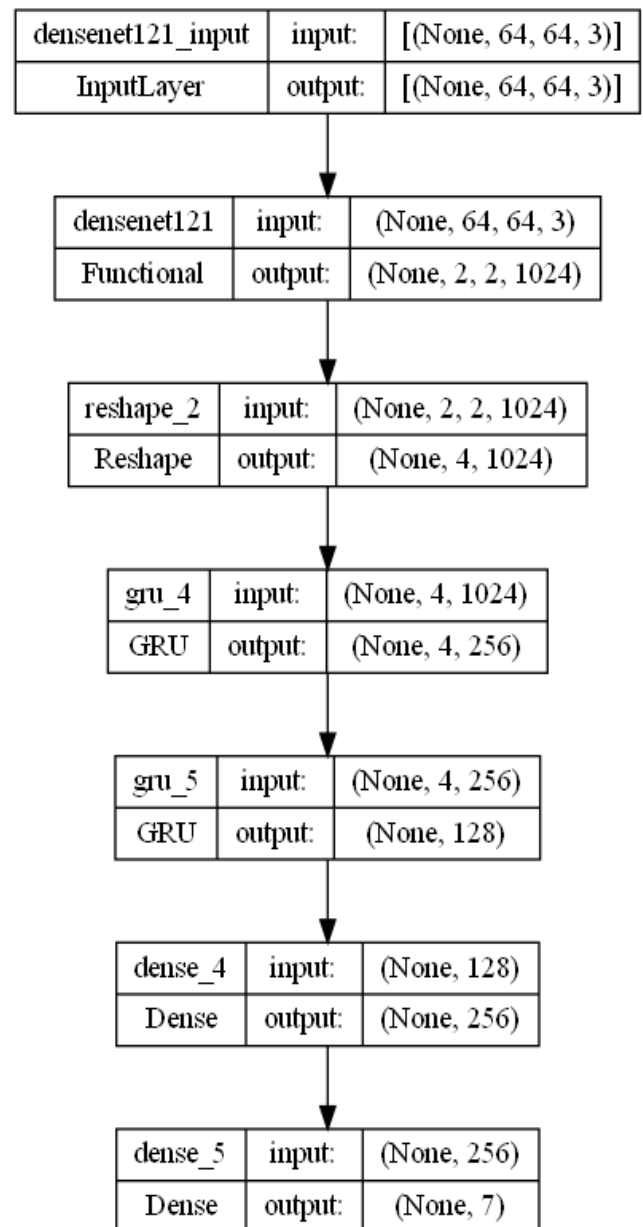 densenet121_input input: [(None, 64, 64, 3)]
InputLayer output: [(None, 64, 64, 3)]
densenet121 input: (None, 64, 64, 3)
Functional output: (None, 2, 2, 1024)
reshape_2 input: (None, 2, 2, 1024)
Reshape output: (None, 4, 1024)
gru_4 input: (None, 4, 1024)
GRU output: (None, 4, 256)
gru_5 input: (None, 4, 256)
GRU output: (None, 128)
dense_4 input: (None, 128)
Dense output: (None, 256)
dense_5 input: (None, 256)
Dense output: (None, 7)